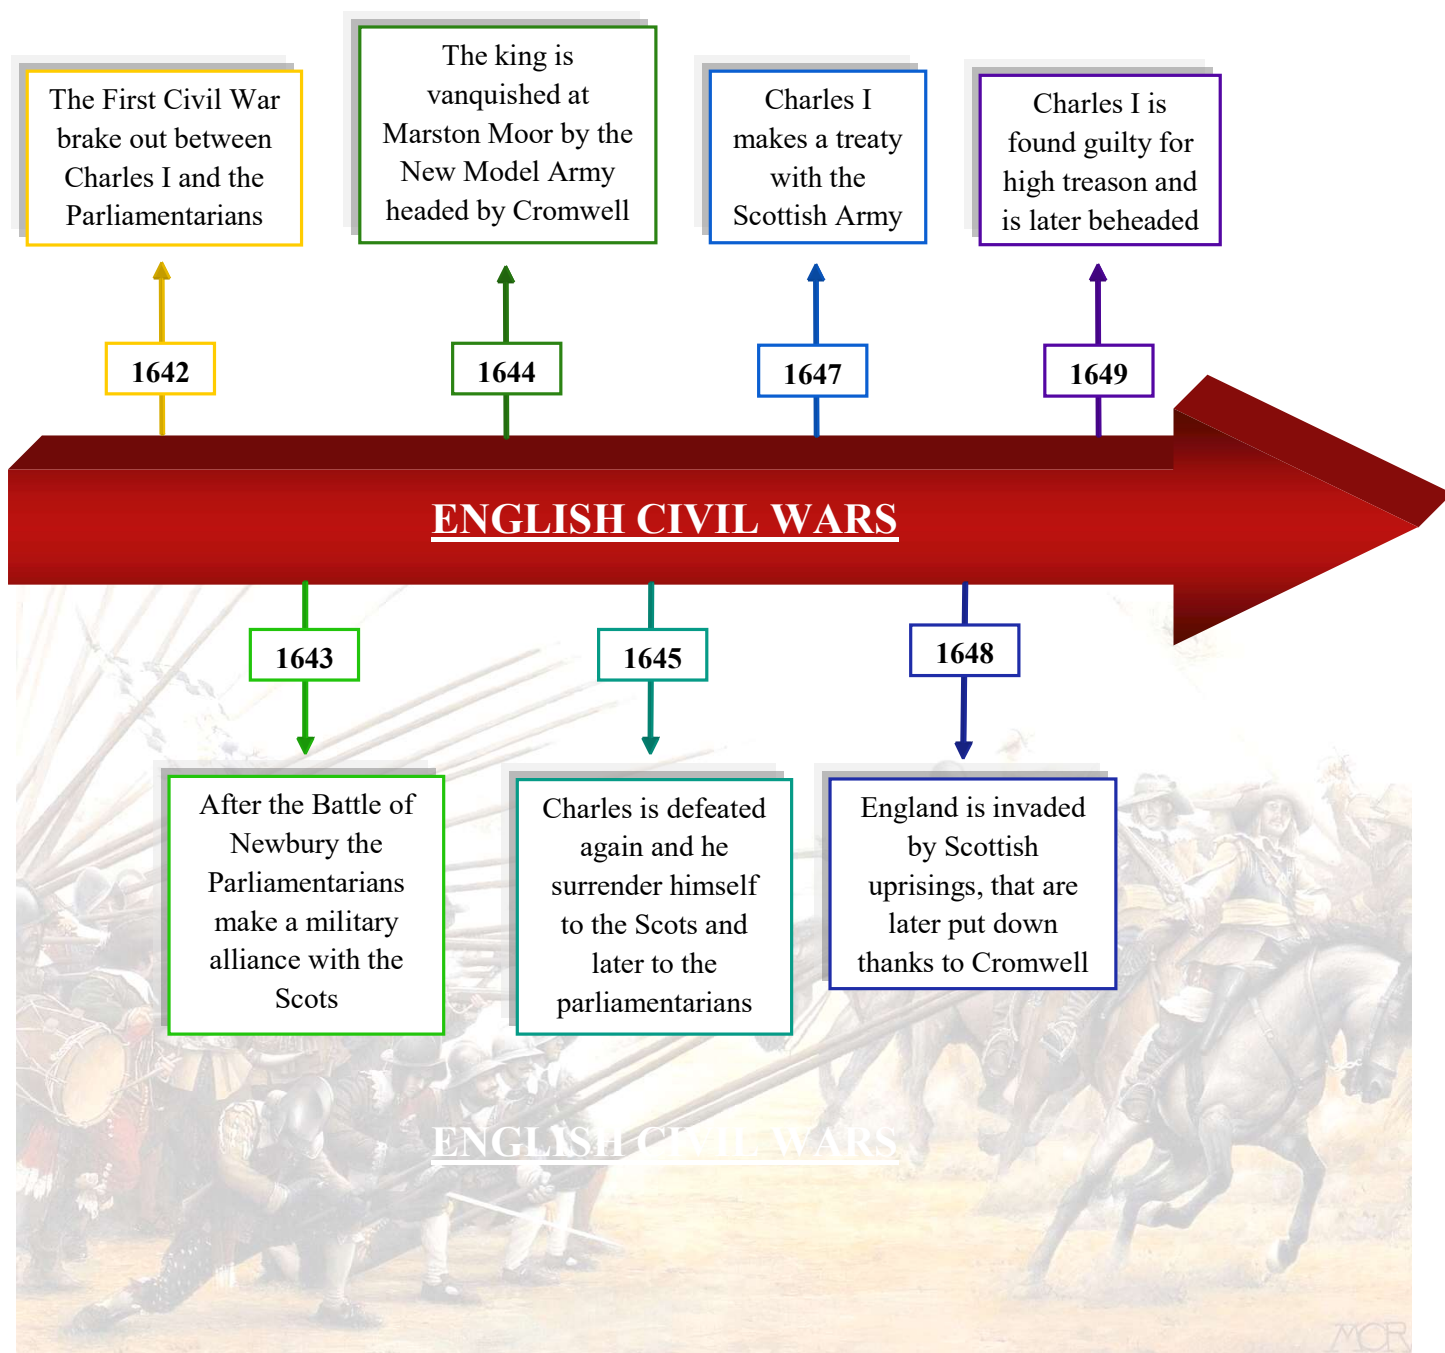 The First Civil War
brake out between
Charles I and the
Parliamentarians
The king is
vanquished at
Marston Moor by the
New Model Army
headed by Cromwell
Charles I
makes a treaty
with the
Scottish Army
Charles I is
found guilty for
high treason and
is later beheaded
1642
1644
1647
1649
ENGLISH CIVIL WARS
1643
1645
1648
After the Battle of
Newbury the
Parliamentarians
make a military
alliance with the
Scots
Charles is defeated
again and he
surrender himself
to the Scots and
later to the
parliamentarians
England is invaded
by Scottish
uprisings, that are
later put down
thanks to Cromwell
ENGLISH CIVIL WARS
MCR